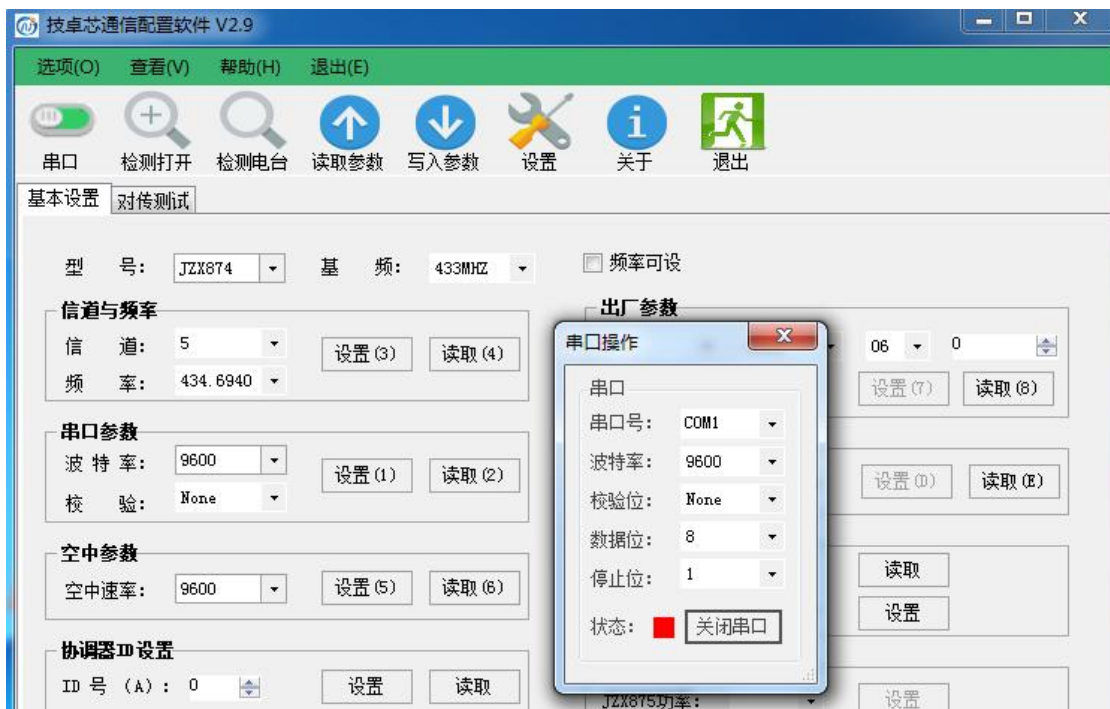 技卓芯通信配置软件 V2.9
选项(O) 查看(V) 帮助(H) 退出(E)
串口 检测打开 检测电台 读取参数 写入参数 设置 关于 退出
基本设置 对传测试
型 号: JZX874 基 频: 433MHZ 频率可设
信道与频率
信 道: 5 设置(3) 读取(4)
频 率: 434.6940
串口参数
波 特 率: 9600 设置(1) 读取(2)
校 验: None
空中参数
空中速率: 9600 设置(5) 读取(6)
协调器ID设置
ID 号 (A): 0 设置 读取
出厂参数
06 0
设置(7) 读取(8)
设置(D) 读取(E)
读取
设置
JZX875功率: 设置
串口操作
串口
串口号: COM1
波特率: 9600
校验位: None
数据位: 8
停止位: 1
状态: 关闭串口